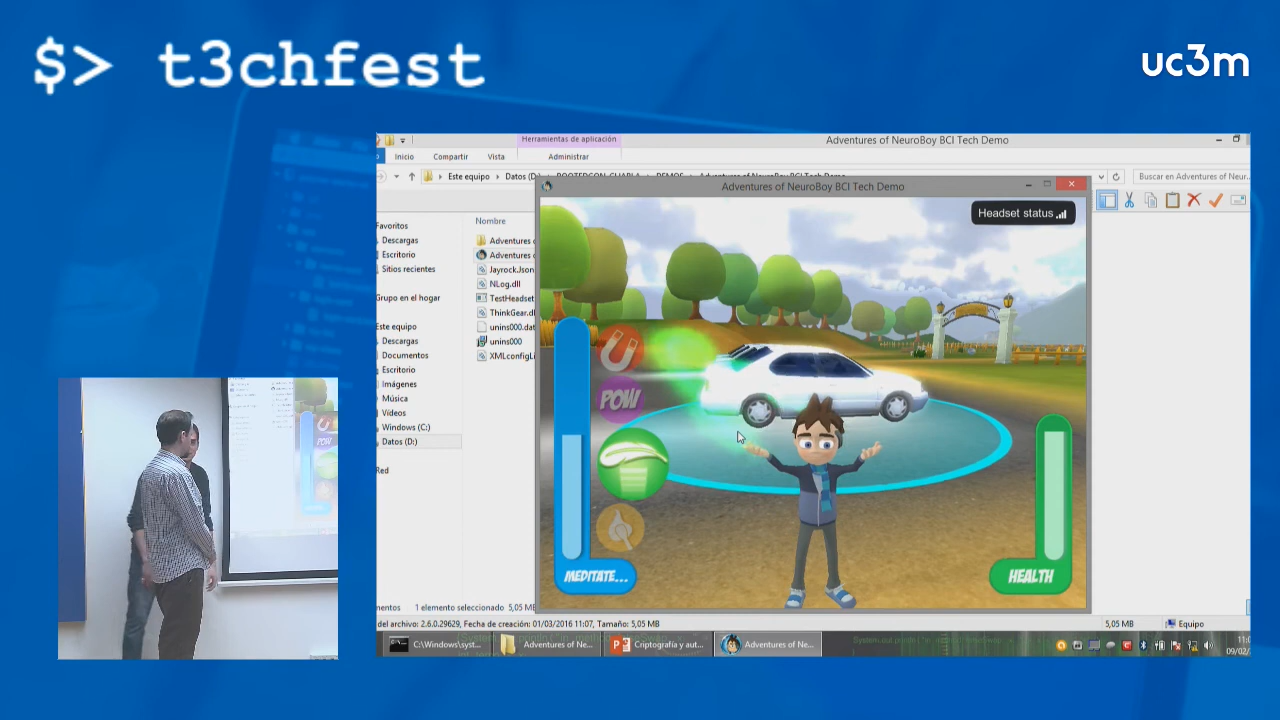 $> t3chfest
uc3m
Herramientas de aplicación
Adventures of NeuroBoy BCI Tech Demo
Inicio
Compartir
Vista
Administrar
Este equipo
Datos (D:)
Buscar en Adventures of Neur...
Adventures of NeuroBoy BCI Tech Demo
Headset status
Nombre
Favoritos
Descargas
Escritorio
Sitios recientes
Grupo en el hogar
Este equipo
Descargas
Documentos
Escritorio
Imágenes
Música
Vídeos
Windows (C:)
Datos (D:)
Red
Adventures
Adventures
Jayrock.Json
NLog.dll
TestHeadset
ThinkGear.d
unins000.dat
unins000
XMLconfigLi
POW
MEDITATE...
HEALTH
1 elemento seleccionado 5,05 MB
del archivo: 2.6.0.29629, Fecha de creación: 01/03/2016 11:07, Tamaño: 5,05 MB
5,05 MB
Equipo
C:\Windows\syst...
Adventures of Ne...
Criptografía y aut...
Adventures of Ne...